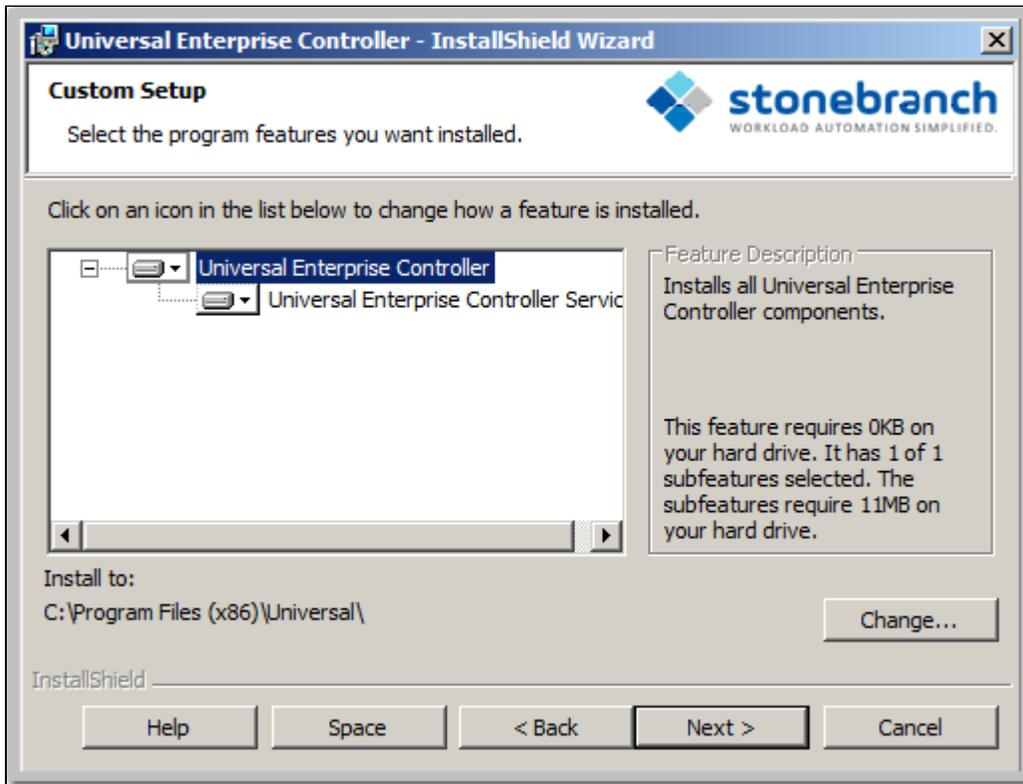 Universal Enterprise Controller - InstallShield Wizard
Custom Setup
Select the program features you want installed.
stonebranch
WORKLOAD AUTOMATION SIMPLIFIED.
Click on an icon in the list below to change how a feature is installed.
Universal Enterprise Controller
Universal Enterprise Controller Servic
Feature Description
Installs all Universal Enterprise
Controller components.
This feature requires 0KB on
your hard drive. It has 1 of 1
subfeatures selected. The
subfeatures require 11MB on
your hard drive.
Install to:
C:\Program Files (x86)\Universal\
Change...
InstallShield
Help
Space
< Back
Next >
Cancel